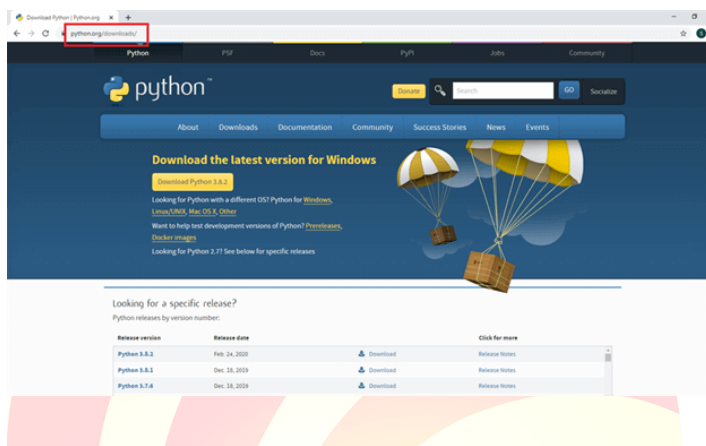 Download Python | Python.org
python.org/downloads/
Python PSF Docs PyPI Jobs Community
python™
Donate Search GO Socialize
About Downloads Documentation Community Success Stories News Events
Download the latest version for Windows
Download Python 3.8.2
Looking for Python with a different OS? Python for Windows,
Linux/UNIX, Mac OS X, Other
Want to help test development versions of Python? Prereleases,
Docker images
Looking for Python 2.7? See below for specific releases
Looking for a specific release?
Python releases by version number:
Release version Release date Click for more
Python 3.8.2 Feb. 24, 2020 Download Release Notes
Python 3.8.1 Dec. 18, 2019 Download Release Notes
Python 3.7.6 Dec. 18, 2019 Download Release Notes